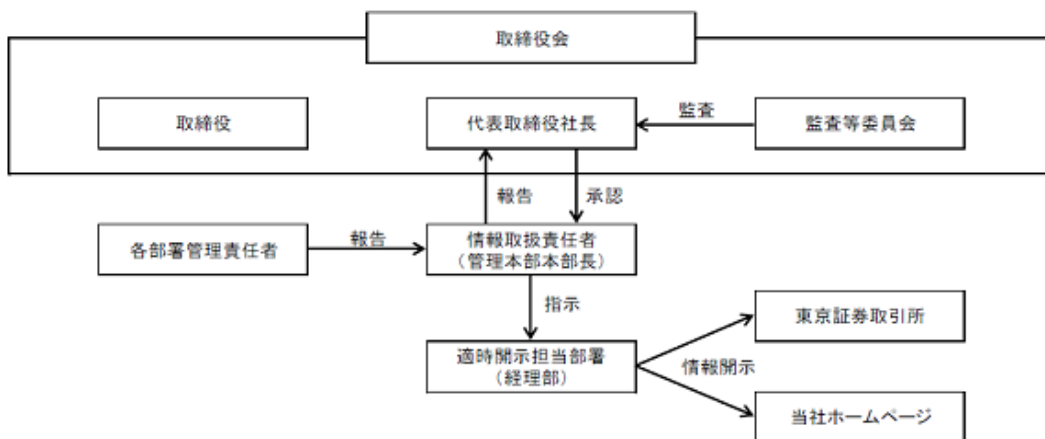 取締役会
取締役
代表取締役社長
監査
監査等委員会
報告
承認
各部署管理責任者
報告
情報取扱責任者
（管理本部本部長）
指示
東京証券取引所
適時開示担当部署
（経理部）
情報開示
当社ホームページ